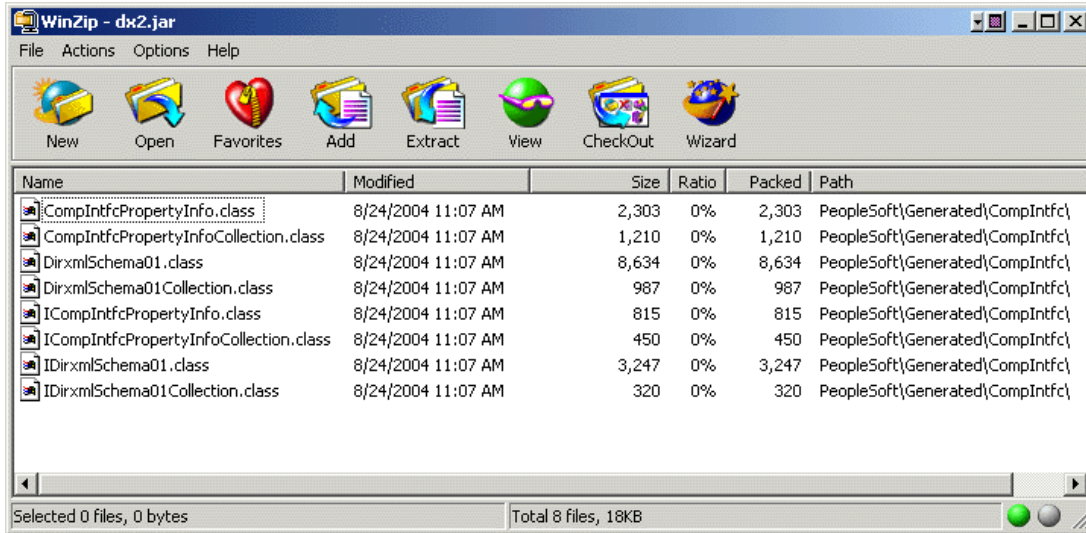 WinZip - dx2.jar
File Actions Options Help
New Open Favorites Add Extract View CheckOut Wizard
Name Modified Size Ratio Packed Path
CompIntfcPropertyInfo.class 8/24/2004 11:07 AM 2,303 0% 2,303 PeopleSoft\Generated\CompIntfc\
CompIntfcPropertyInfoCollection.class 8/24/2004 11:07 AM 1,210 0% 1,210 PeopleSoft\Generated\CompIntfc\
DirxmlSchema01.class 8/24/2004 11:07 AM 8,634 0% 8,634 PeopleSoft\Generated\CompIntfc\
DirxmlSchema01Collection.class 8/24/2004 11:07 AM 987 0% 987 PeopleSoft\Generated\CompIntfc\
ICompIntfcPropertyInfo.class 8/24/2004 11:07 AM 815 0% 815 PeopleSoft\Generated\CompIntfc\
ICompIntfcPropertyInfoCollection.class 8/24/2004 11:07 AM 450 0% 450 PeopleSoft\Generated\CompIntfc\
IDirxmlSchema01.class 8/24/2004 11:07 AM 3,247 0% 3,247 PeopleSoft\Generated\CompIntfc\
IDirxmlSchema01Collection.class 8/24/2004 11:07 AM 320 0% 320 PeopleSoft\Generated\CompIntfc\
Selected 0 files, 0 bytes Total 8 files, 18KB